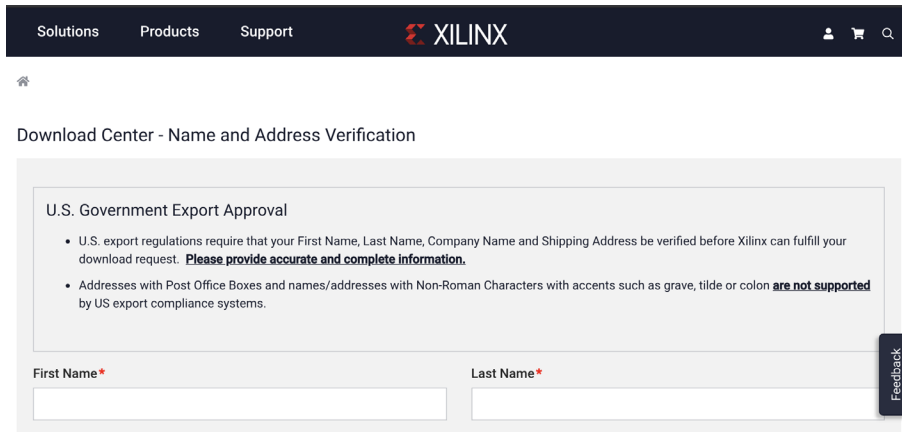 Solutions Products Support XILINX
Download Center - Name and Address Verification
U.S. Government Export Approval
• U.S. export regulations require that your First Name, Last Name, Company Name and Shipping Address be verified before Xilinx can fulfill your
download request. Please provide accurate and complete information.
• Addresses with Post Office Boxes and names/addresses with Non-Roman Characters with accents such as grave, tilde or colon are not supported
by US export compliance systems.
Feedback
First Name* Last Name*